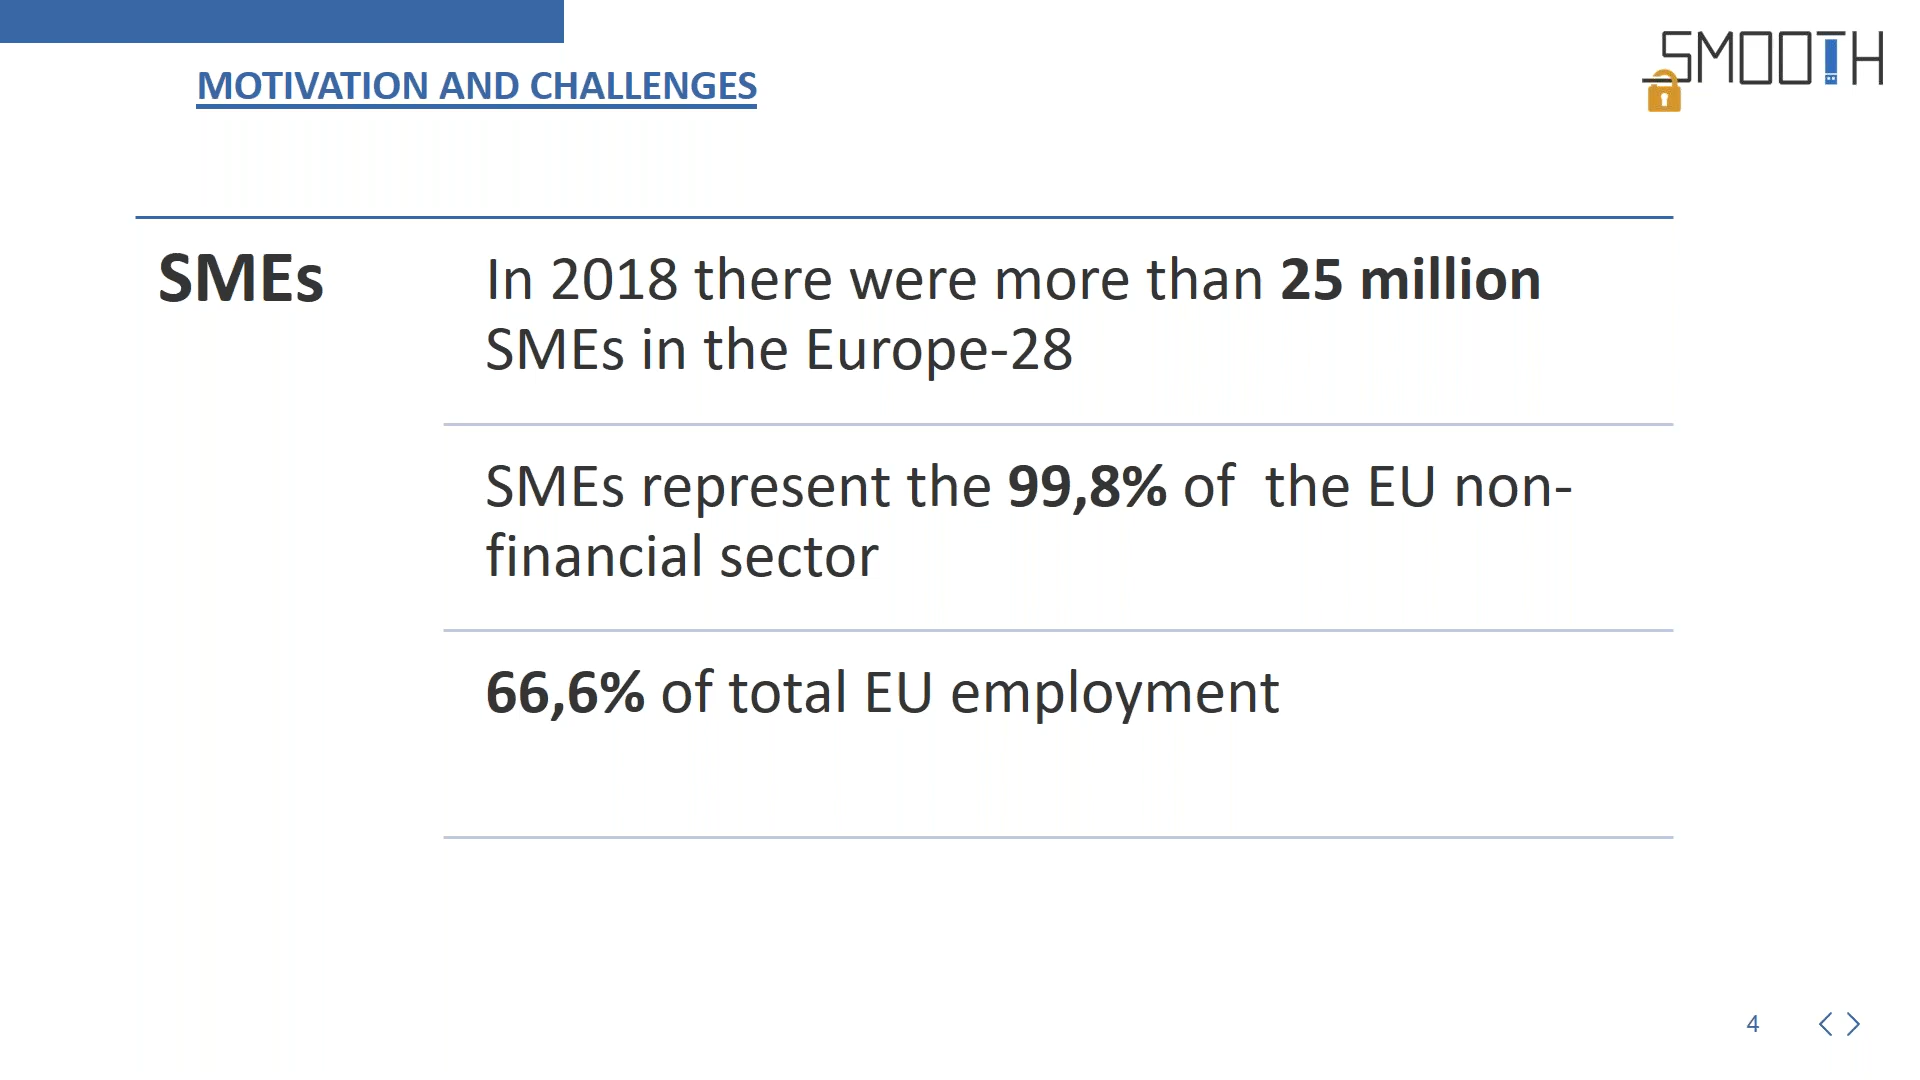 SMOOTH
MOTIVATION AND CHALLENGES
SMEs
In 2018 there were more than 25 million
SMEs in the Europe-28
SMEs represent the 99,8% of  the EU non-
financial sector
66,6% of total EU employment
4